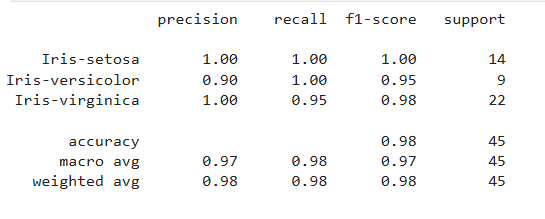 precision recall f1-score support
Iris-setosa 1.00 1.00 1.00 14
Iris-versicolor 0.90 1.00 0.95 9
Iris-virginica 1.00 0.95 0.98 22
accuracy 0.98 45
macro avg 0.97 0.98 0.97 45
weighted avg 0.98 0.98 0.98 45